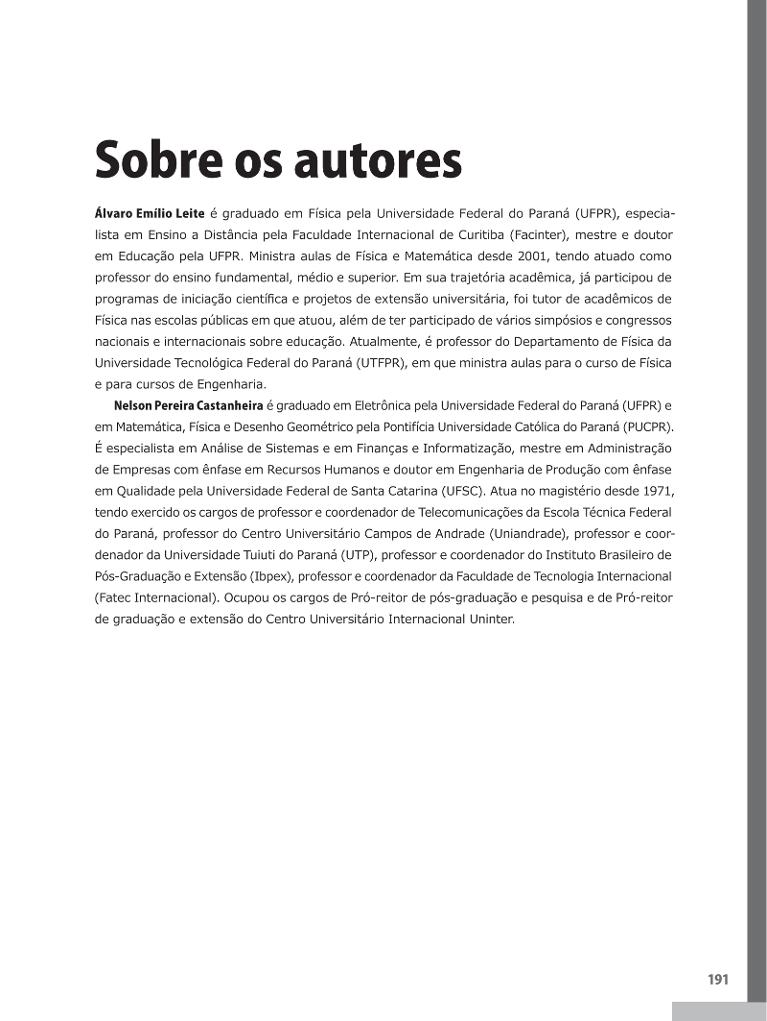 Sobre os autores
Álvaro Emílio Leite é graduado em Física pela Universidade Federal do Paraná (UFPR), especia-
lista em Ensino a Distância pela Faculdade Internacional de Curitiba (Facinter), mestre e doutor
em Educação pela UFPR. Ministra aulas de Física e Matemática desde 2001, tendo atuado como
professor do ensino fundamental, médio e superior. Em sua trajetória acadêmica, já participou de
programas de iniciação científica e projetos de extensão universitária, foi tutor de acadêmicos de
Física nas escolas públicas em que atuou, além de ter participado de vários simpósios e congressos
nacionais e internacionais sobre educação. Atualmente, é professor do Departamento de Física da
Universidade Tecnológica Federal do Paraná (UTFPR), em que ministra aulas para o curso de Física
e para cursos de Engenharia.
Nelson Pereira Castanheira é graduado em Eletrônica pela Universidade Federal do Paraná (UFPR) e
em Matemática, Física e Desenho Geométrico pela Pontifícia Universidade Católica do Paraná (PUCPR).
É especialista em Análise de Sistemas e em Finanças e Informatização, mestre em Administração
de Empresas com ênfase em Recursos Humanos e doutor em Engenharia de Produção com ênfase
em Qualidade pela Universidade Federal de Santa Catarina (UFSC). Atua no magistério desde 1971,
tendo exercido os cargos de professor e coordenador de Telecomunicações da Escola Técnica Federal
do Paraná, professor do Centro Universitário Campos de Andrade (Uniandrade), professor e coor-
denador da Universidade Tuiuti do Paraná (UTP), professor e coordenador do Instituto Brasileiro de
Pós-Graduação e Extensão (Ibpex), professor e coordenador da Faculdade de Tecnologia Internacional
(Fatec Internacional). Ocupou os cargos de Pró-reitor de pós-graduação e pesquisa e de Pró-reitor
de graduação e extensão do Centro Universitário Internacional Uninter.
191